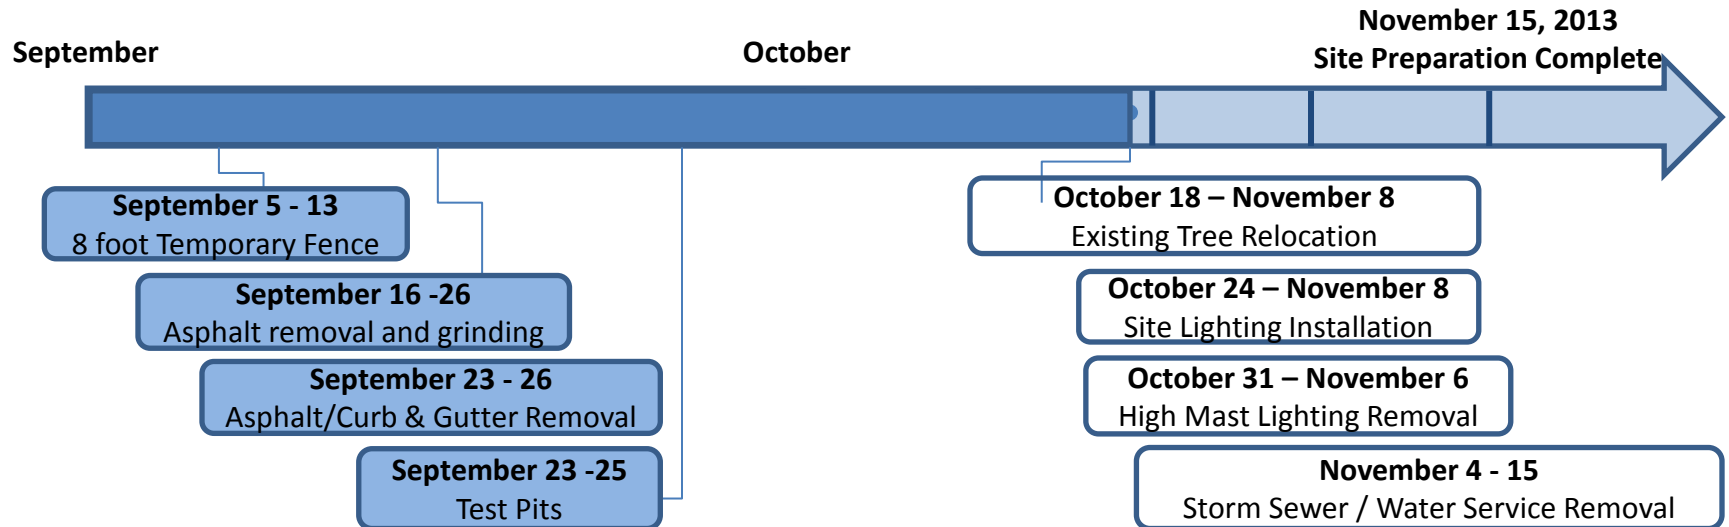 September
October
November 15, 2013
Site Preparation Complete
September 5 - 13
8 foot Temporary Fence
September 16 -26
Asphalt removal and grinding
September 23 - 26
Asphalt/Curb & Gutter Removal
September 23 -25
Test Pits
October 18 – November 8
Existing Tree Relocation
October 24 – November 8
Site Lighting Installation
October 31 – November 6
High Mast Lighting Removal
November 4 - 15
Storm Sewer / Water Service Removal